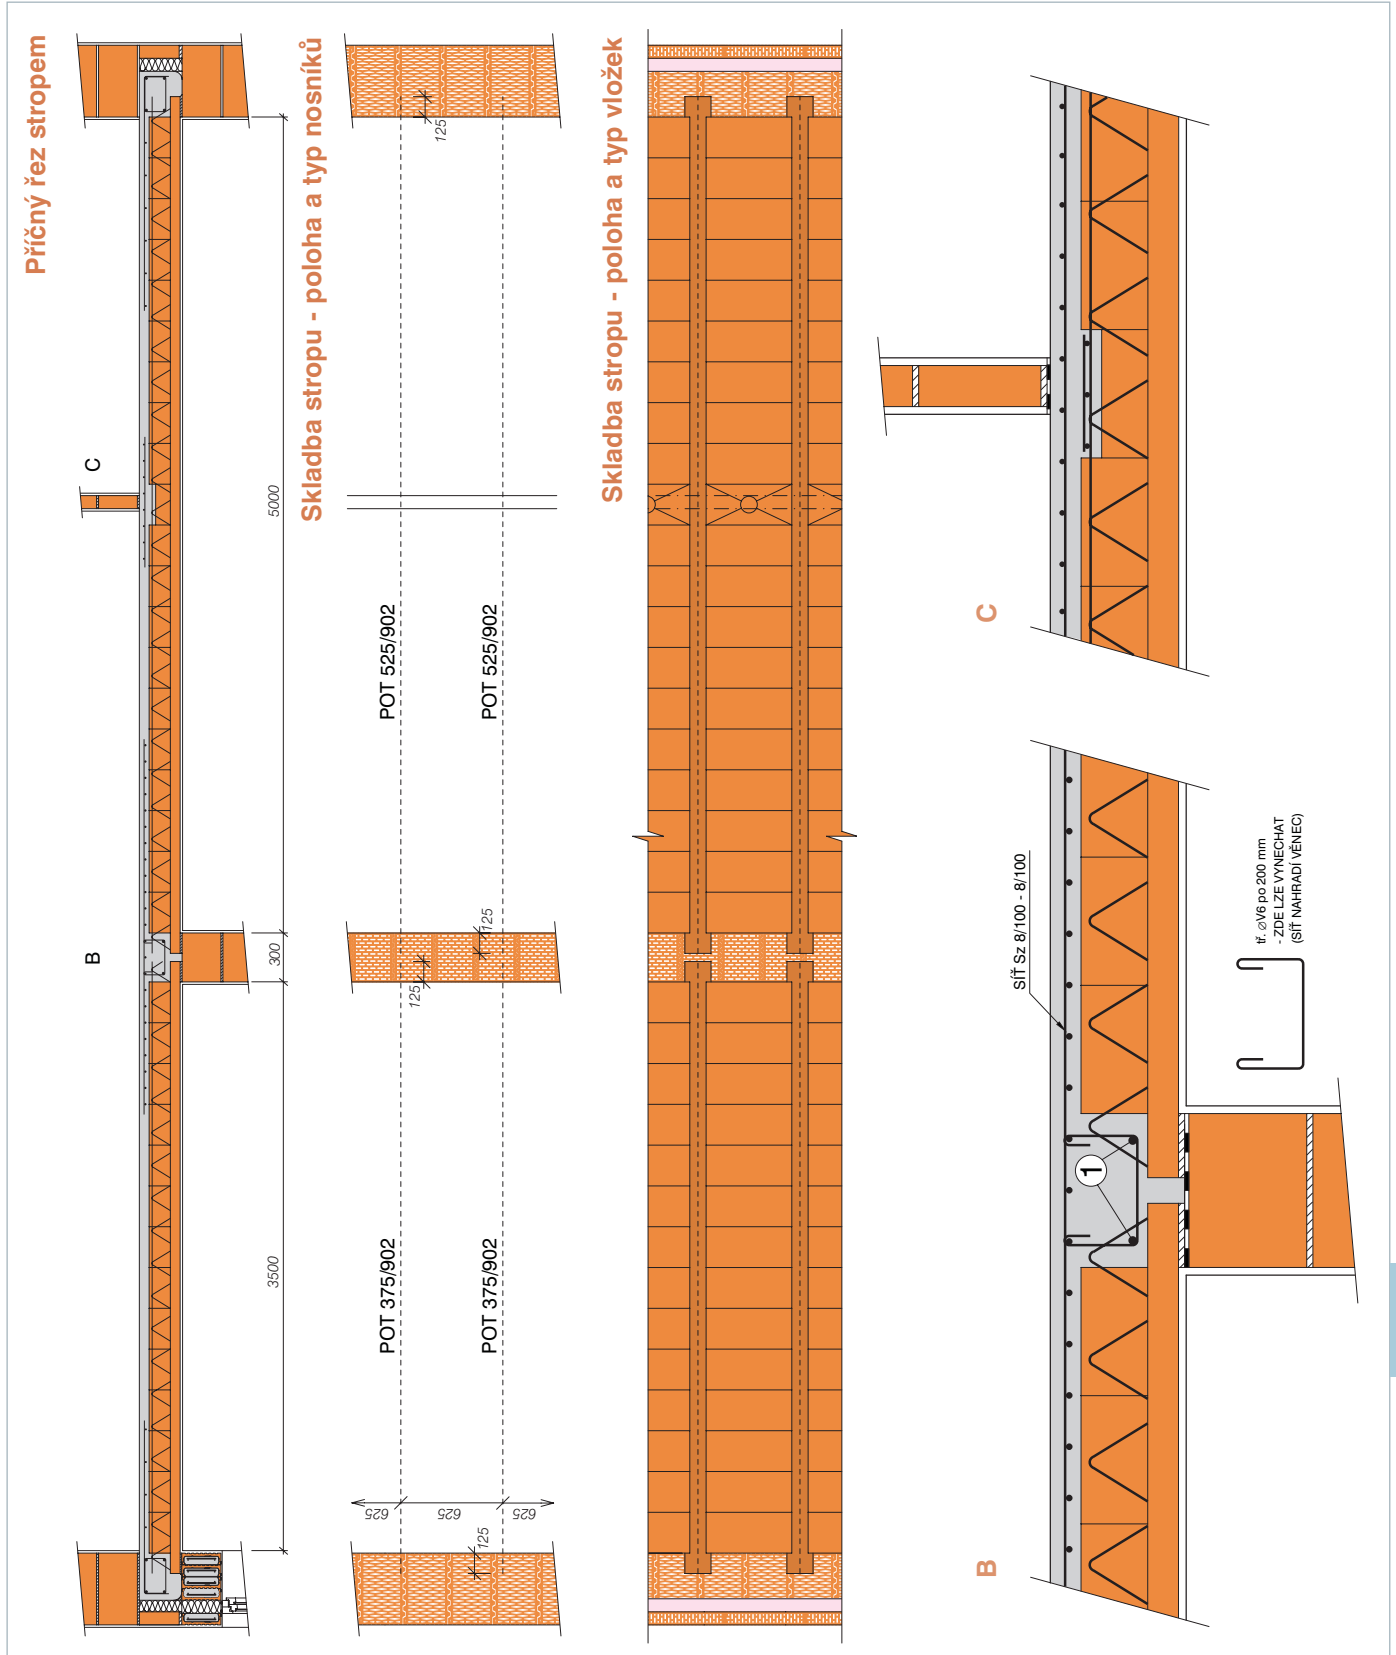 Příčný řez stropem
B
C
3500
300
5000
Skladba stropu - poloha a typ nosníků
POT 375/902
POT 525/902
POT 375/902
POT 525/902
625
625
625
125
125
125
125
Skladba stropu - poloha a typ vložek
B
C
SÍŤ Sz 8/100 - 8/100
1
tř. ∅V6 po 200 mm
- ZDE LZE VYNECHAT
(SÍŤ NAHRADÍ VĚNEC)